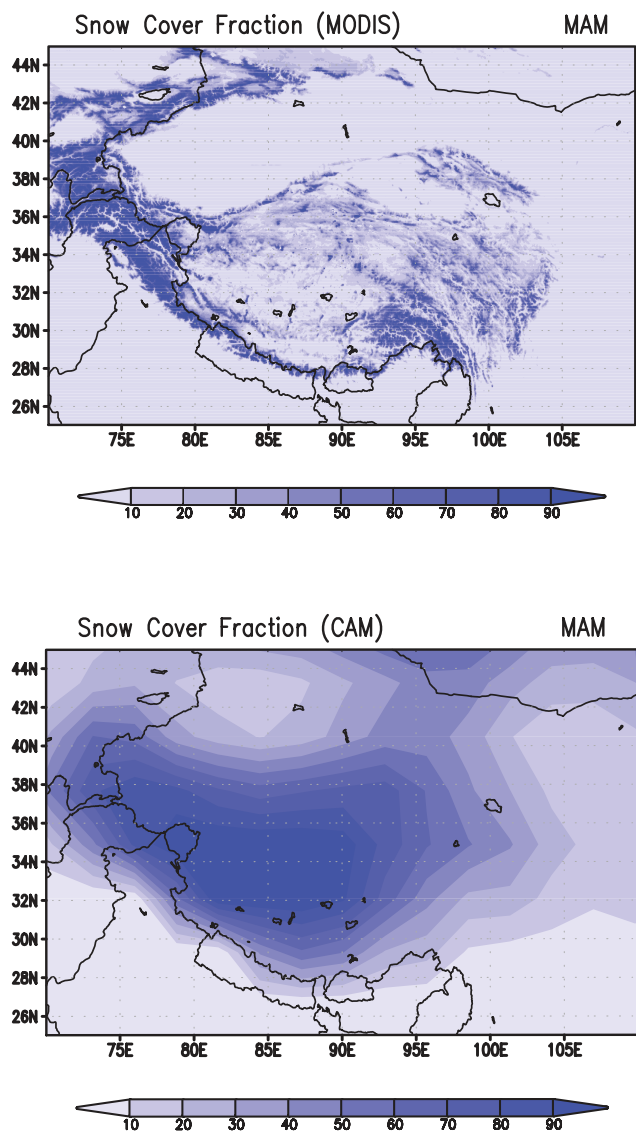 Snow Cover Fraction (MODIS) MAM
44N
42N
40N
38N
36N
34N
32N
30N
28N
26N
75E 80E 85E 90E 95E 100E 105E
10 20 30 40 50 60 70 80 90
Snow Cover Fraction (CAM) MAM
44N
42N
40N
38N
36N
34N
32N
30N
28N
26N
75E 80E 85E 90E 95E 100E 105E
10 20 30 40 50 60 70 80 90